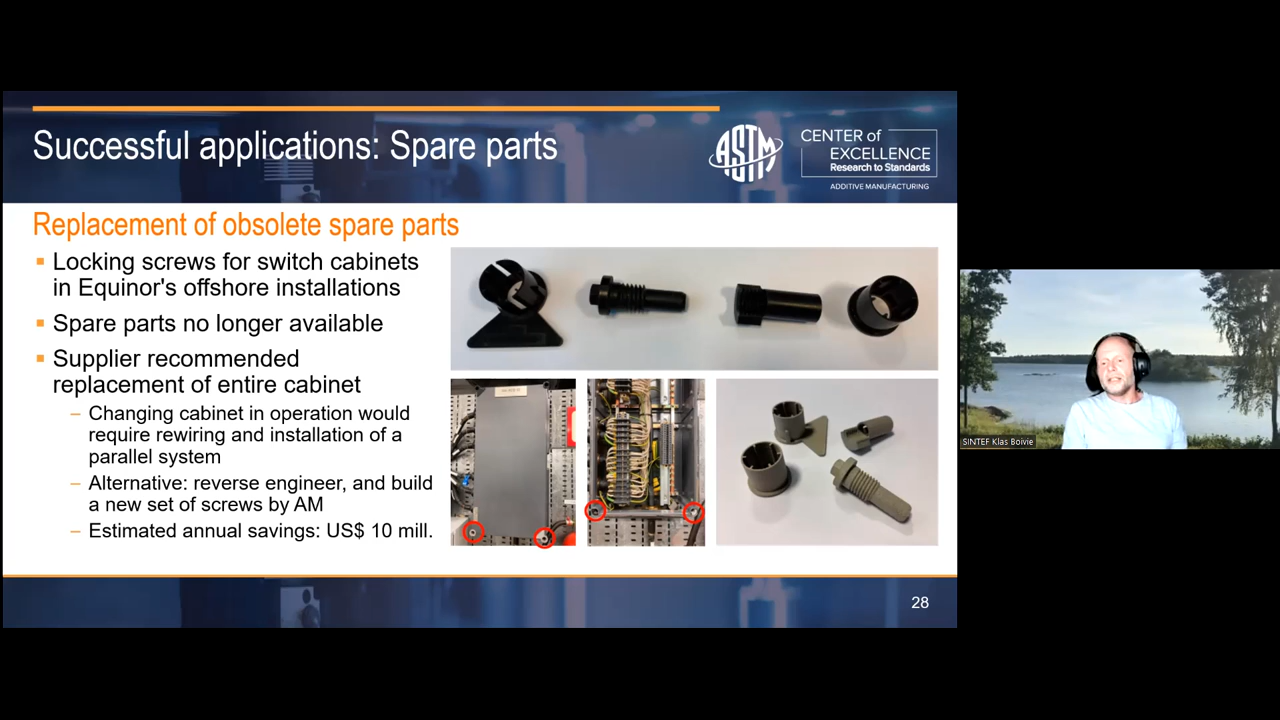 Successful applications: Spare parts
ASTM
CENTER of
EXCELLENCE
Research to Standards
ADDITIVE MANUFACTURING
Replacement of obsolete spare parts
▪ Locking screws for switch cabinets
in Equinor's offshore installations
▪ Spare parts no longer available
▪ Supplier recommended
replacement of entire cabinet
– Changing cabinet in operation would
require rewiring and installation of a
parallel system
– Alternative: reverse engineer, and build
a new set of screws by AM
– Estimated annual savings: US$ 10 mill.
28
SINTEF Klas Boivie